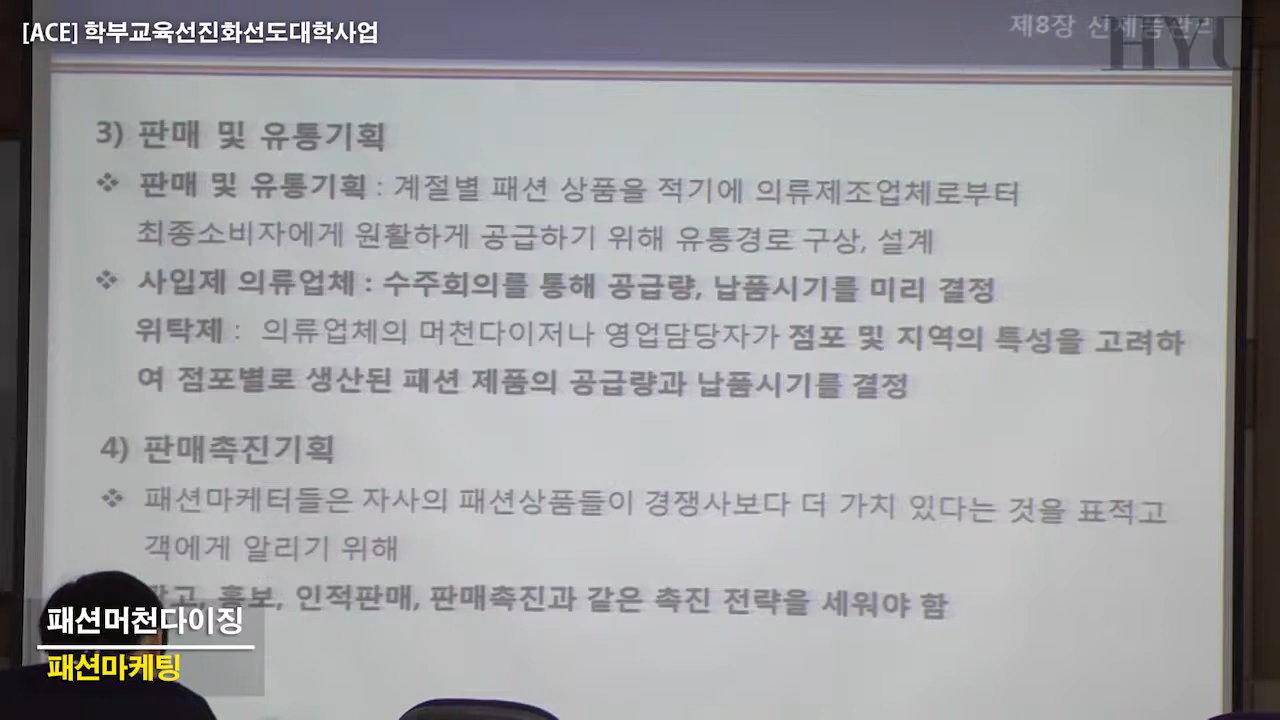 [ACE] 학부교육선진화선도대학사업
제8장 신제품관리
HYU
3) 판매 및 유통기획
❖ 판매 및 유통기획 : 계절별 패션 상품을 적기에 의류제조업체로부터
최종소비자에게 원활하게 공급하기 위해 유통경로 구상, 설계
❖ 사입제 의류업체 : 수주회의를 통해 공급량, 납품시기를 미리 결정
위탁제 : 의류업체의 머천다이저나 영업담당자가 점포 및 지역의 특성을 고려하
여 점포별로 생산된 패션 제품의 공급량과 납품시기를 결정
4) 판매촉진기획
❖ 패션마케터들은 자사의 패션상품들이 경쟁사보다 더 가치 있다는 것을 표적고
객에게 알리기 위해
광고, 홍보, 인적판매, 판매촉진과 같은 촉진 전략을 세워야 함
패션머천다이징
패션마케팅